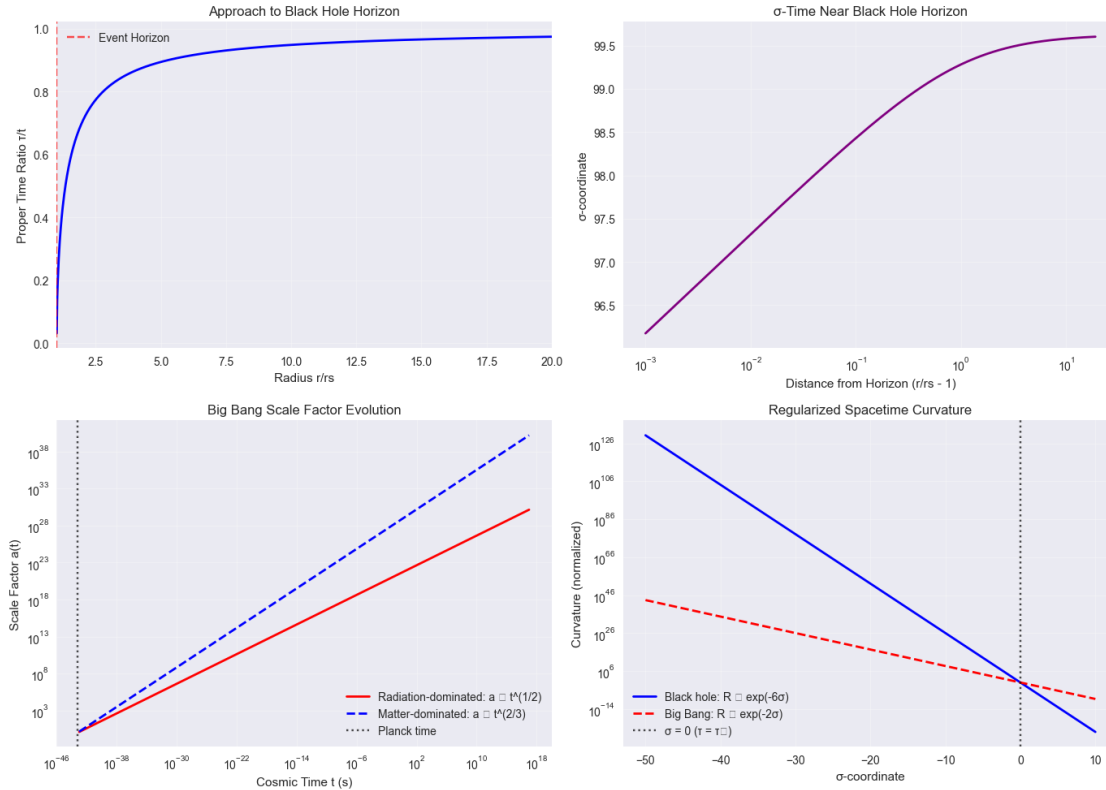 Approach to Black Hole Horizon
Event Horizon
Proper Time Ratio τ/t
1.0
0.8
0.6
0.4
0.2
0.0
2.5 5.0 7.5 10.0 12.5 15.0 17.5 20.0
Radius r/rs
σ-Time Near Black Hole Horizon
σ-coordinate
99.5
99.0
98.5
98.0
97.5
97.0
96.5
10⁻³ 10⁻² 10⁻¹ 10⁰ 10¹
Distance from Horizon (r/rs - 1)
Big Bang Scale Factor Evolution
Scale Factor a(t)
10³⁸
10³³
10²⁸
10²³
10¹⁸
10¹³
10⁸
10³
Radiation-dominated: a □ t^(1/2)
Matter-dominated: a □ t^(2/3)
Planck time
10⁻⁴⁶ 10⁻³⁸ 10⁻³⁰ 10⁻²² 10⁻¹⁴ 10⁻⁶ 10² 10¹⁰ 10¹⁸
Cosmic Time t (s)
Regularized Spacetime Curvature
Curvature (normalized)
10¹²⁶
10¹⁰⁶
10⁸⁶
10⁶⁶
10⁴⁶
10²⁶
10⁶
10⁻¹⁴
Black hole: R □ exp(-6σ)
Big Bang: R □ exp(-2σ)
σ = 0 (τ = τ□)
−50 −40 −30 −20 −10 0 10
σ-coordinate